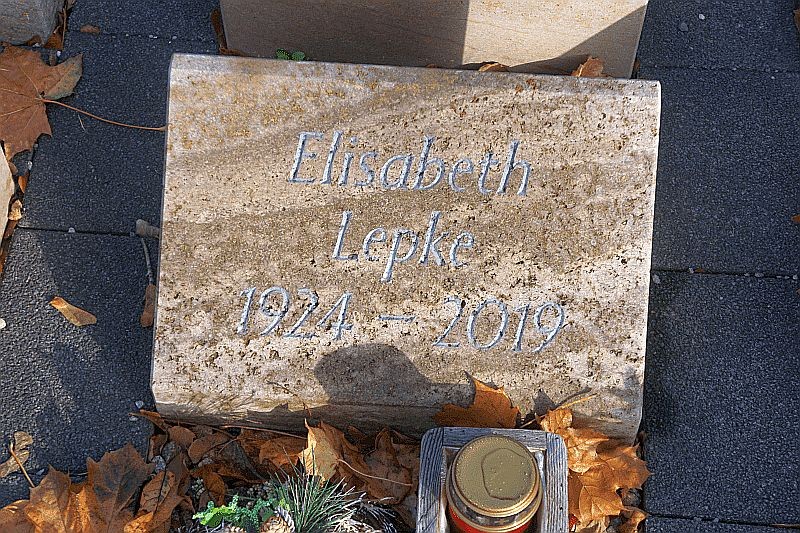 Elisabeth
Lepke
1924 – 2019